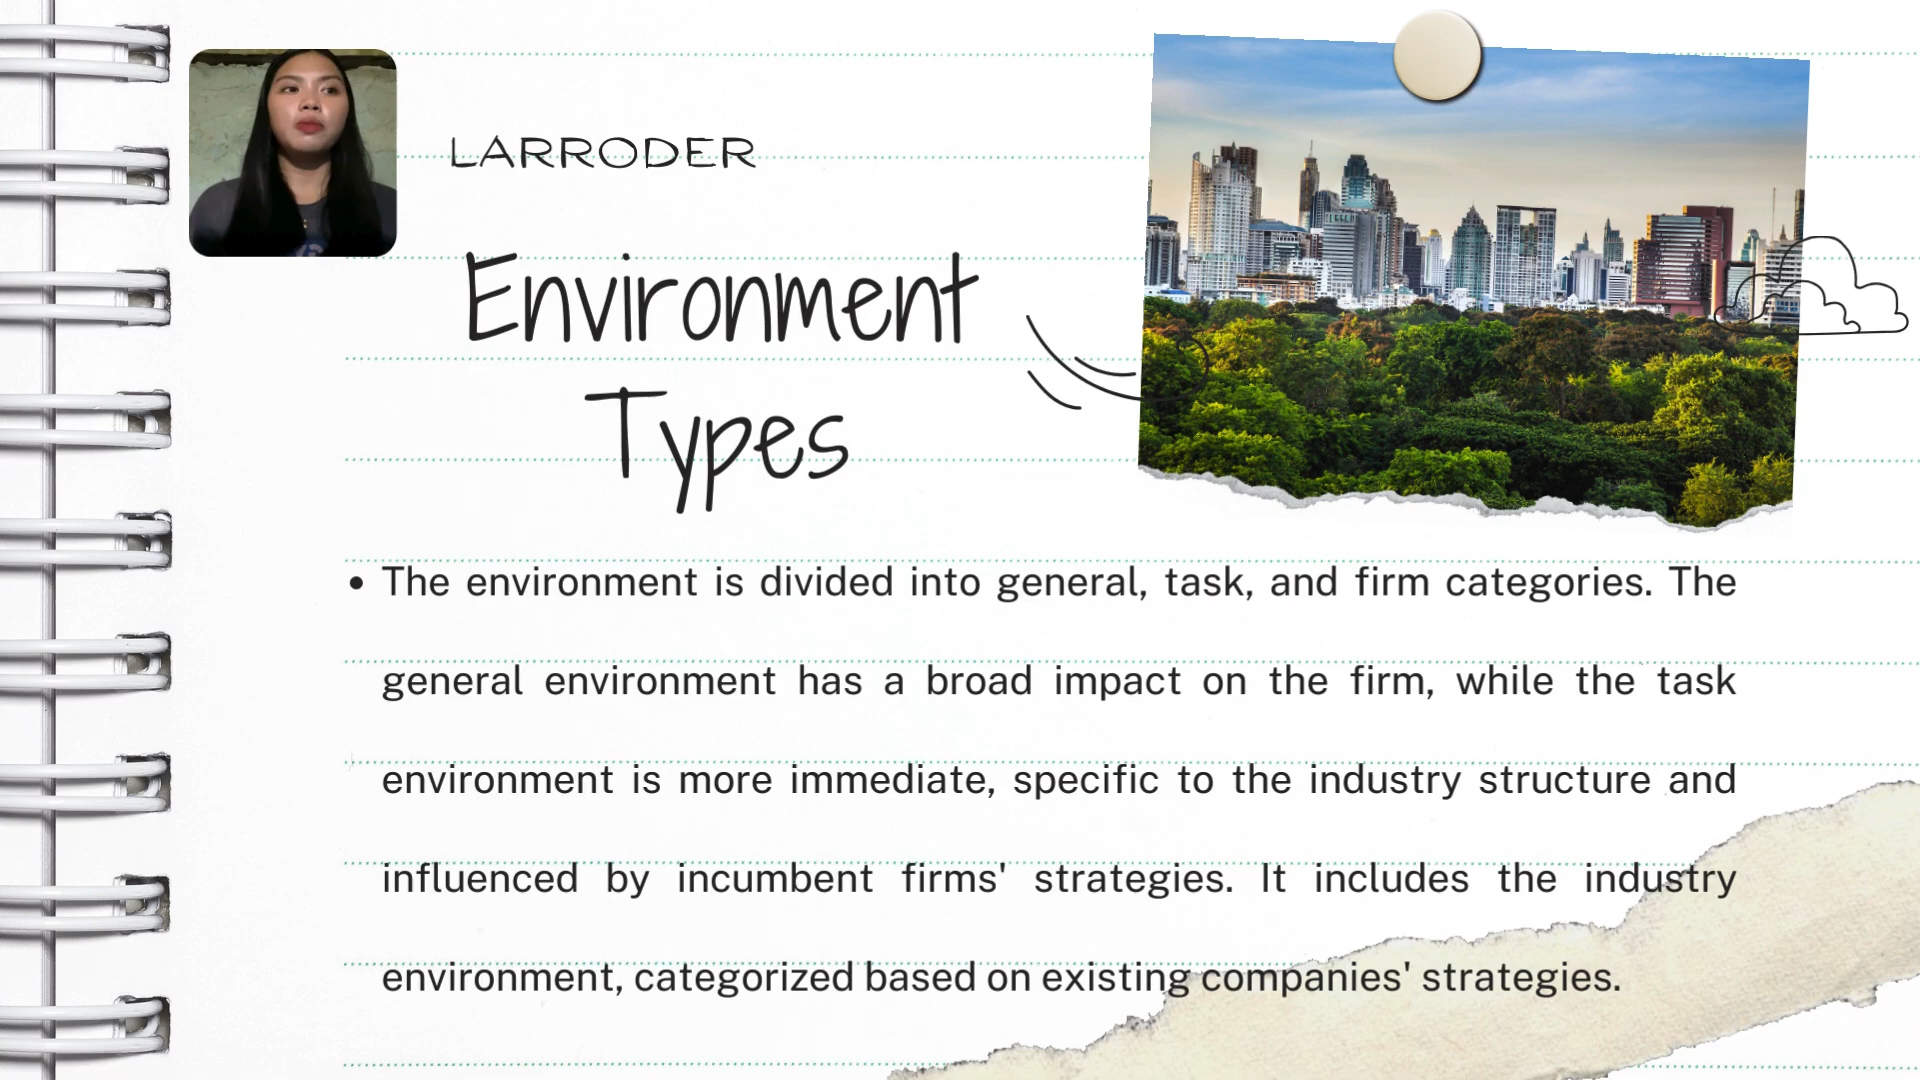 LARRODER
Environment
Types
• The environment is divided into general, task, and firm categories. The
general environment has a broad impact on the firm, while the task
environment is more immediate, specific to the industry structure and
influenced by incumbent firms' strategies. It includes the industry
environment, categorized based on existing companies' strategies.